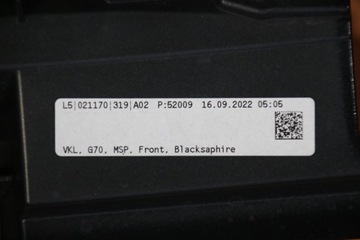 L5|021170|319|A02 P:52009 16.09.2022 05:05
VKL, G70, MSP, Front, Blacksaphire